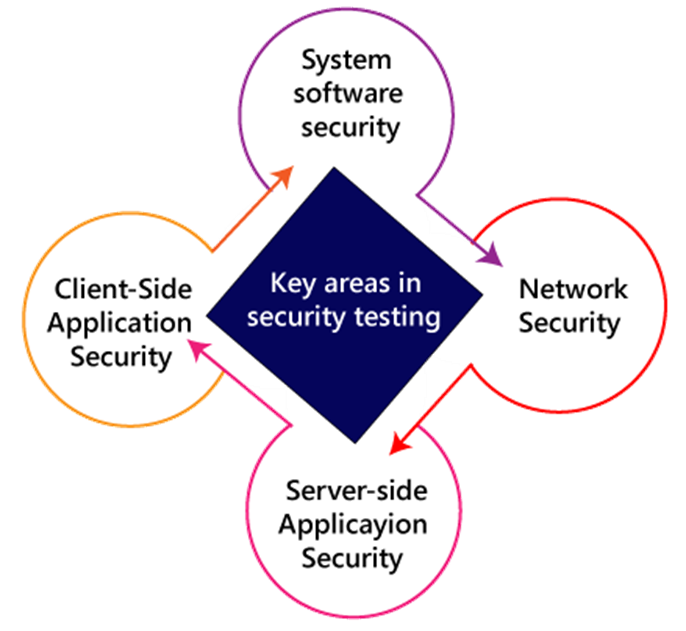 System
software
security
Key areas in
security testing
Network
Security
Client-Side
Application
Security
Server-side
Applicayion
Security